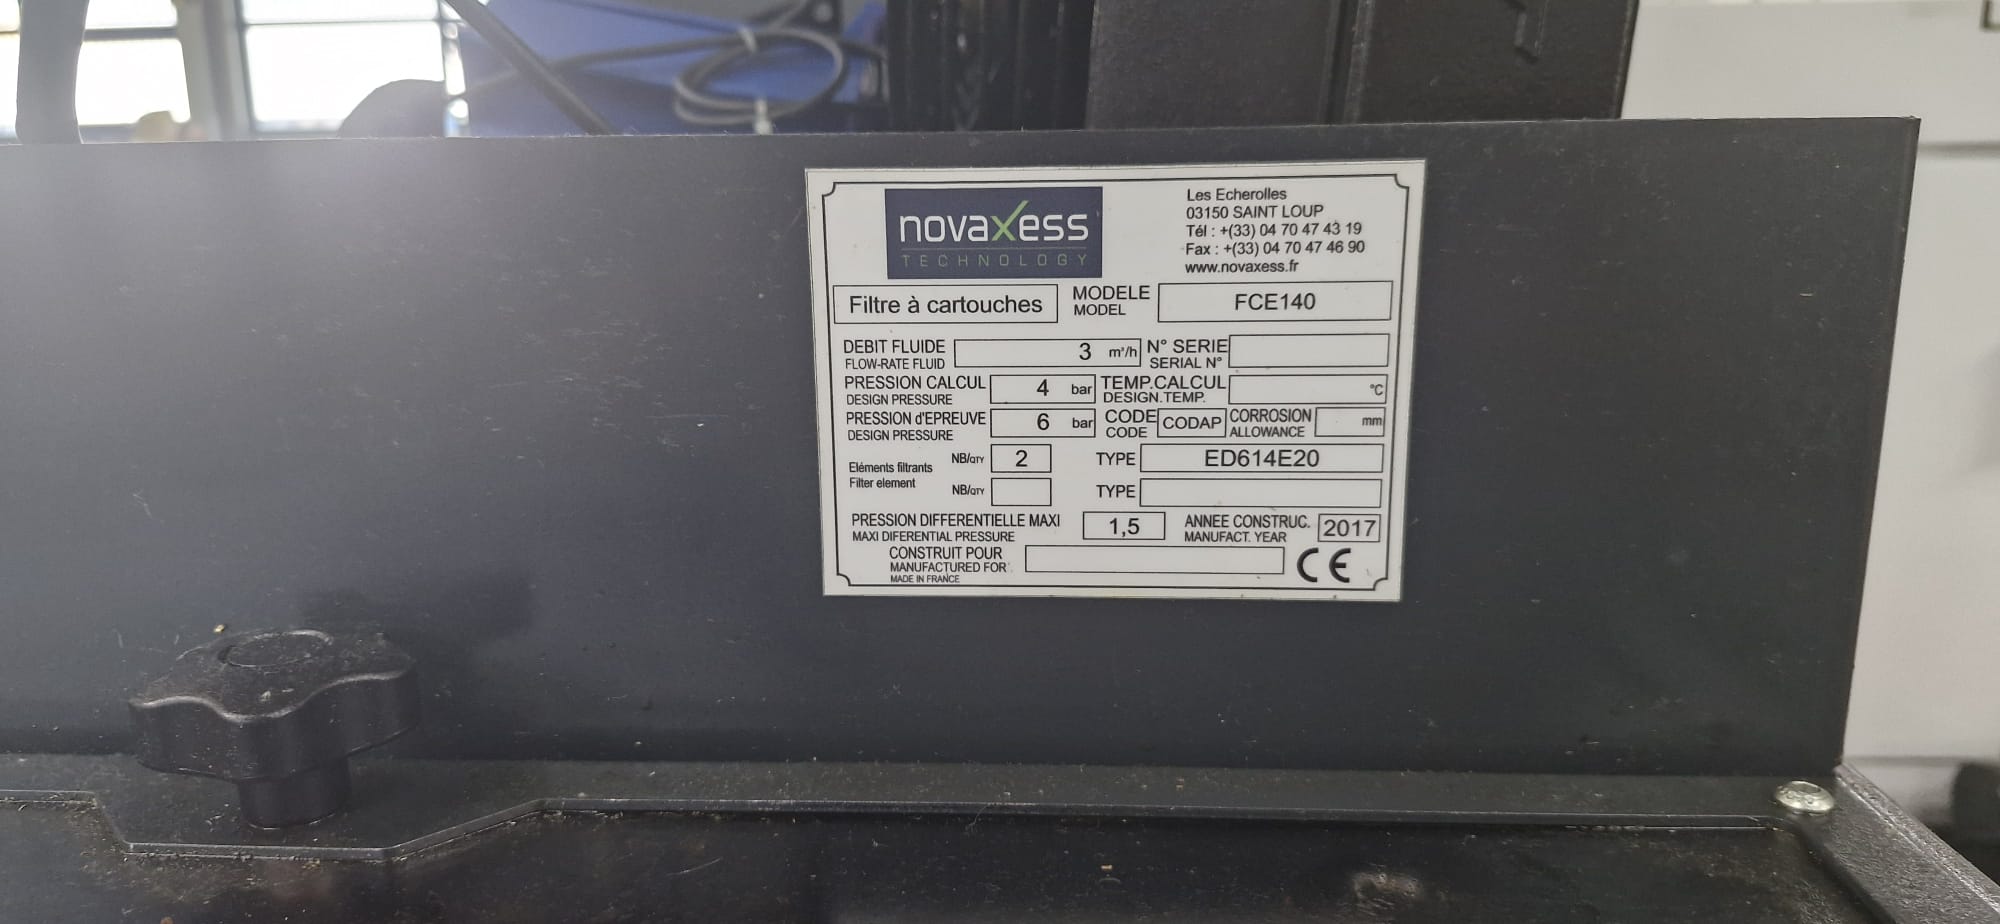 novaxess
TECHNOLOGY
Les Echerolles
03150 SAINT LOUP
Tél : +(33) 04 70 47 43 19
Fax : +(33) 04 70 47 46 90
www.novaxess.fr
Filtre à cartouches MODELE FCE140
MODEL
DEBIT FLUIDE 3 m³/h N° SERIE
FLOW-RATE FLUID SERIAL N°
PRESSION CALCUL 4 bar TEMP.CALCUL °C
DESIGN PRESSURE DESIGN.TEMP.
PRESSION d'EPREUVE 6 bar CODE CODAP CORROSION mm
DESIGN PRESSURE CODE ALLOWANCE
Eléments filtrants NB/QTY 2 TYPE ED614E20
Filter element NB/QTY TYPE
PRESSION DIFFERENTIELLE MAXI 1,5 ANNEE CONSTRUC. 2017
MAXI DIFERENTIAL PRESSURE MANUFACT. YEAR
CONSTRUIT POUR
MANUFACTURED FOR CE
MADE IN FRANCE